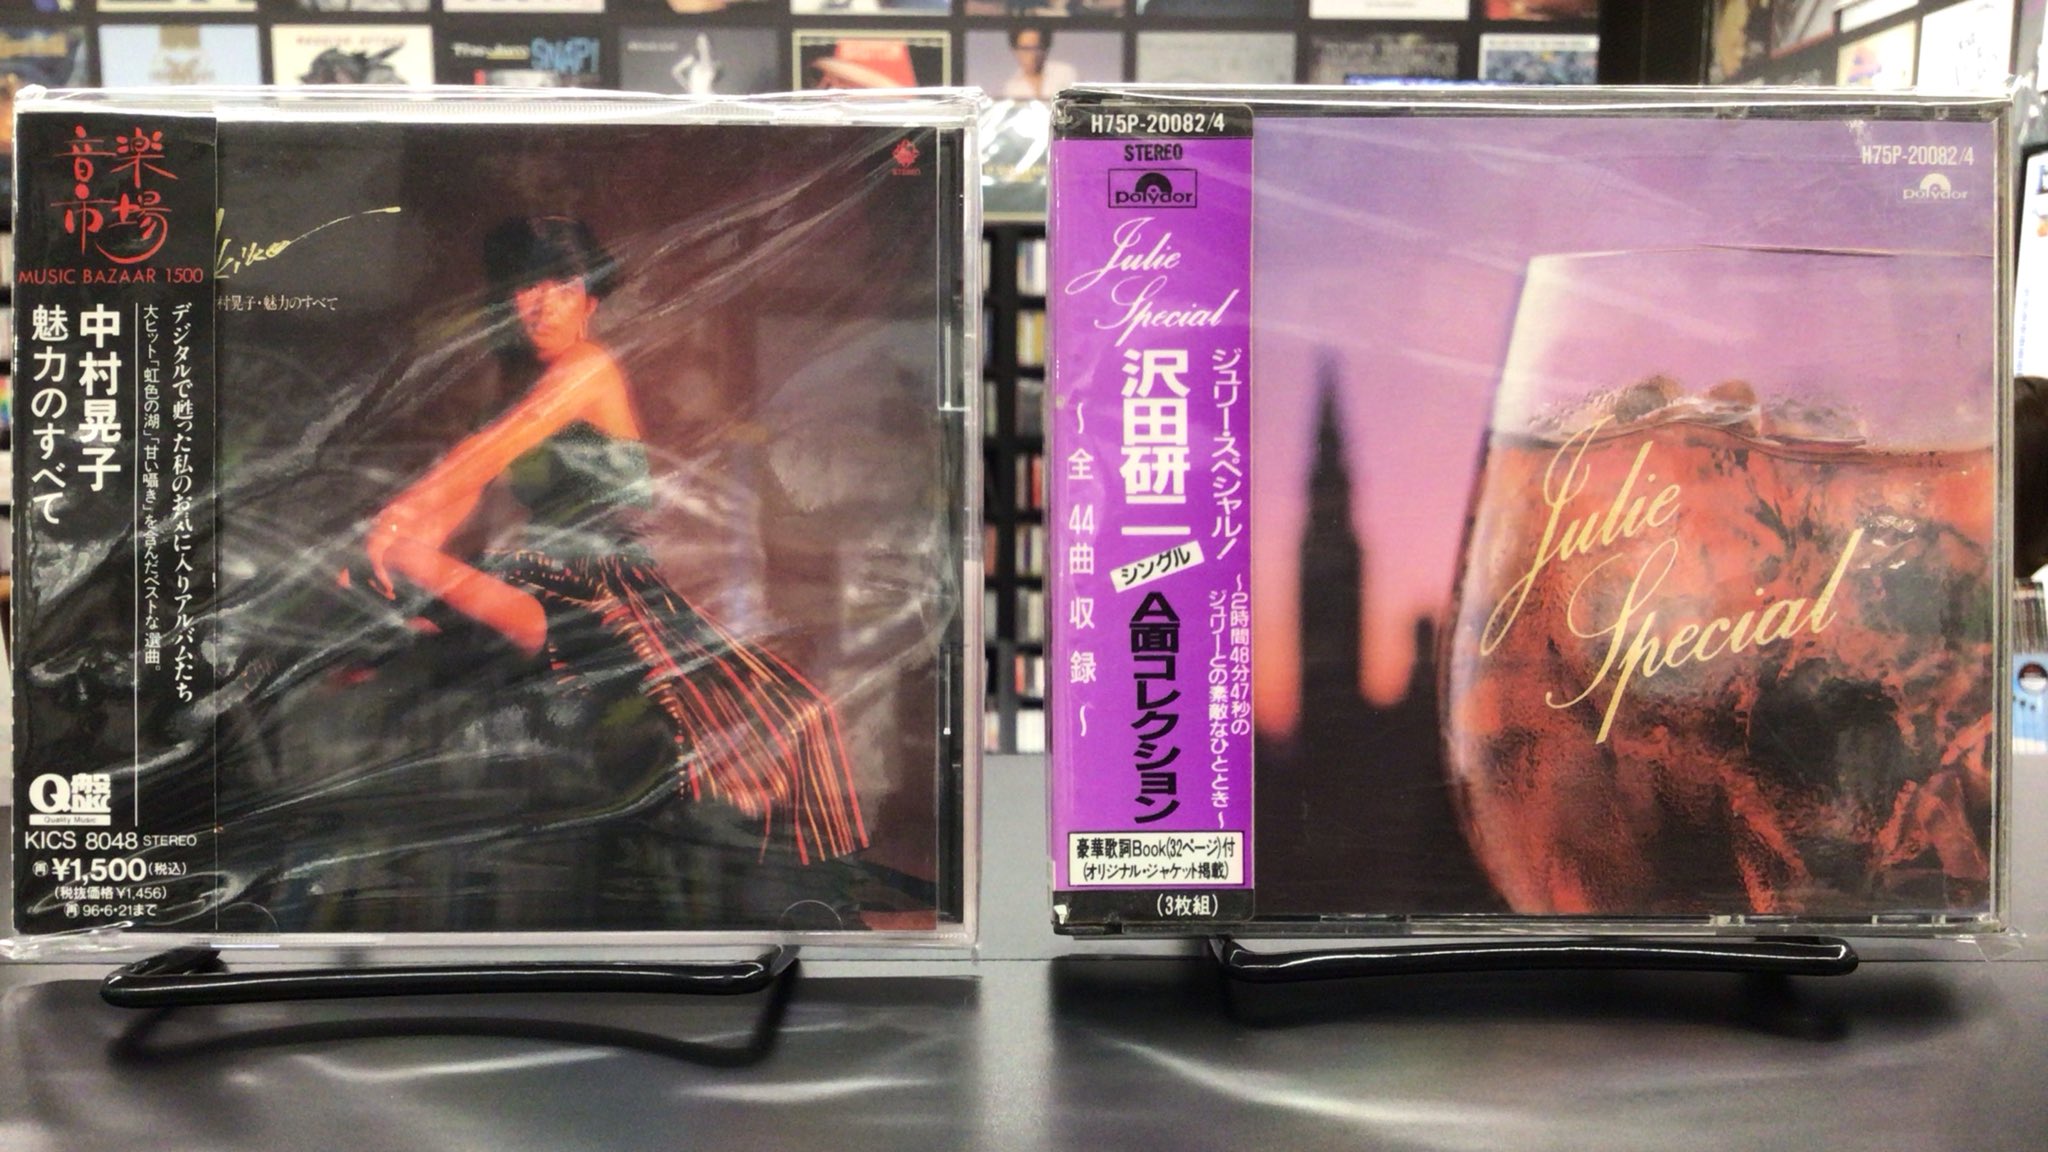 The Jam SNAP!
音楽
市場
MUSIC BAZAAR 1500
デジタルで甦った私のお気に入りアルバムたち
大ヒット「虹色の湖」「甘い囁き」を含んだベストな選曲。
中村晃子
魅力のすべて
Q盤
Quality Music
KICS 8048 STEREO
再¥1,500(税込)
(税抜価格¥1,456)
再96・6・21まで
kiko
村晃子・魅力のすべて
STEREO
H75P-20082/4
STEREO
polydor
Julie
Special
ジュリー・スペシャル!
沢田研二
シングル
A面コレクション
~全44曲収録~
~2時間48分47秒の
ジュリーとの素敵なひととき~
豪華歌詞Book(32ページ)付
(オリジナル・ジャケット掲載)
(3枚組)
H75P-20082/4
polydor
Julie
Special